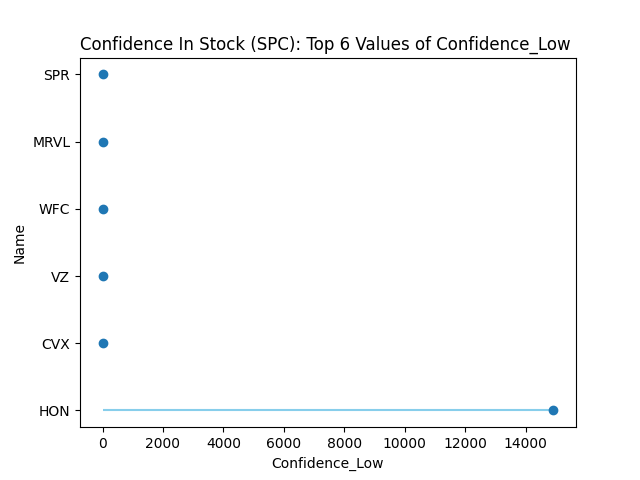 Confidence In Stock (SPC): Top 6 Values of Confidence_Low
SPR
MRVL
WFC
VZ
CVX
HON
Name
0 2000 4000 6000 8000 10000 12000 14000
Confidence_Low